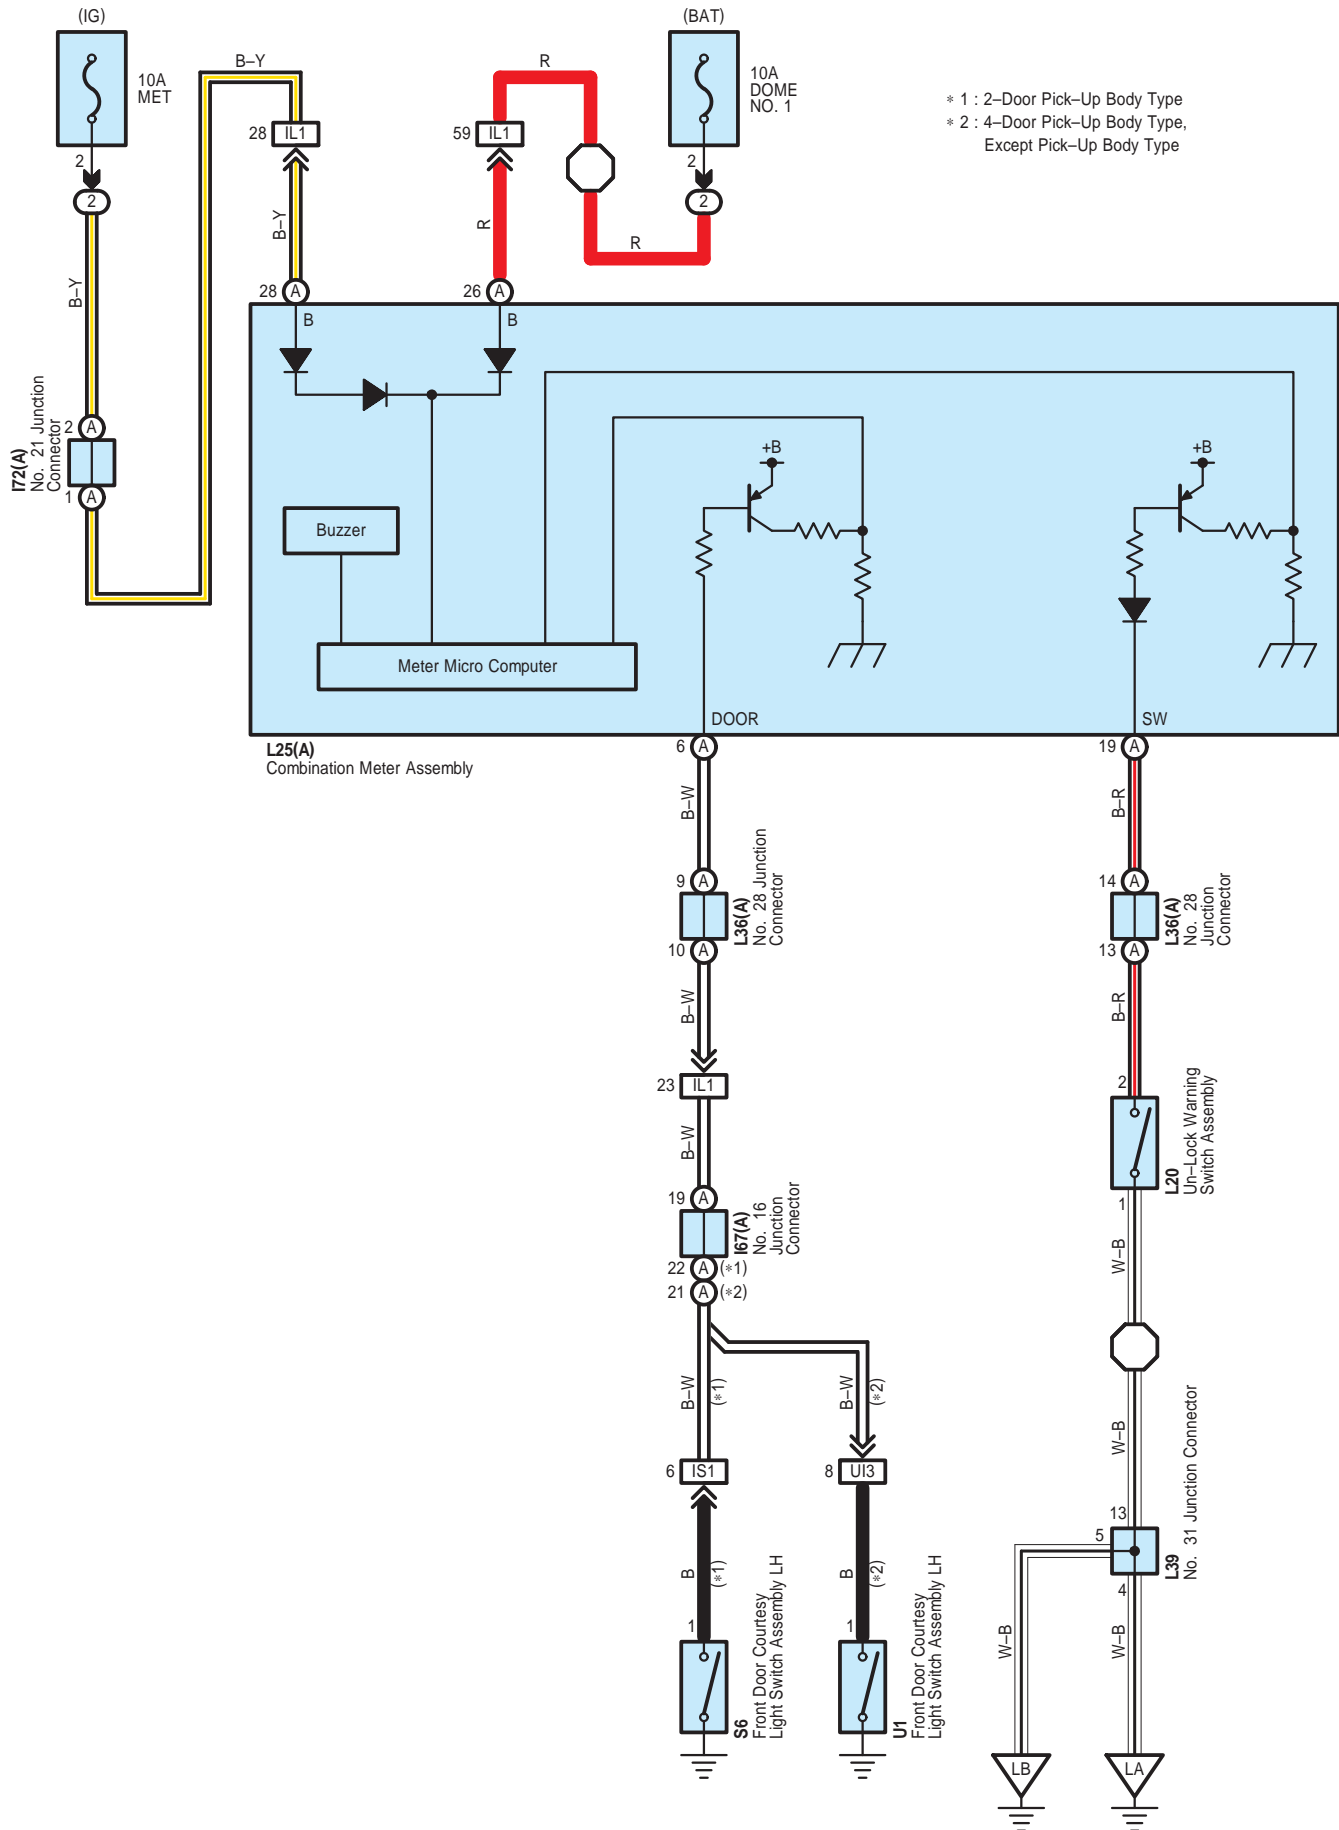 (IG)
(BAT)
10A
MET
B–Y
R
10A
DOME
NO. 1
∗ 1 : 2–Door Pick–Up Body Type
∗ 2 : 4–Door Pick–Up Body Type,
Except Pick–Up Body Type
28 IL1
59 IL1
2
2
2
2
B–Y
B–Y
R
R
28 A
26 A
B
B
2 A
I72(A)
No. 21 Junction
Connector
1 A
+B
+B
Buzzer
Meter Micro Computer
DOOR
SW
L25(A)
Combination Meter Assembly
6 A
19 A
B–W
B–R
9 A
14 A
L36(A)
No. 28 Junction
Connector
L36(A)
No. 28
Junction
Connector
10 A
13 A
B–W
B–R
23 IL1
2
L20
Un–Lock Warning
Switch Assembly
B–W
19 A
1
I67(A)
No. 16
Junction
Connector
22 A (∗1)
21 A (∗2)
W–B
B–W
(∗1)
B–W
(∗2)
W–B
6 IS1
8 UI3
13
5
L39
No. 31 Junction Connector
4
B
(∗1)
B
(∗2)
1
1
W–B
W–B
S6
Front Door Courtesy
Light Switch Assembly LH
U1
Front Door Courtesy
Light Switch Assembly LH
LB
LA